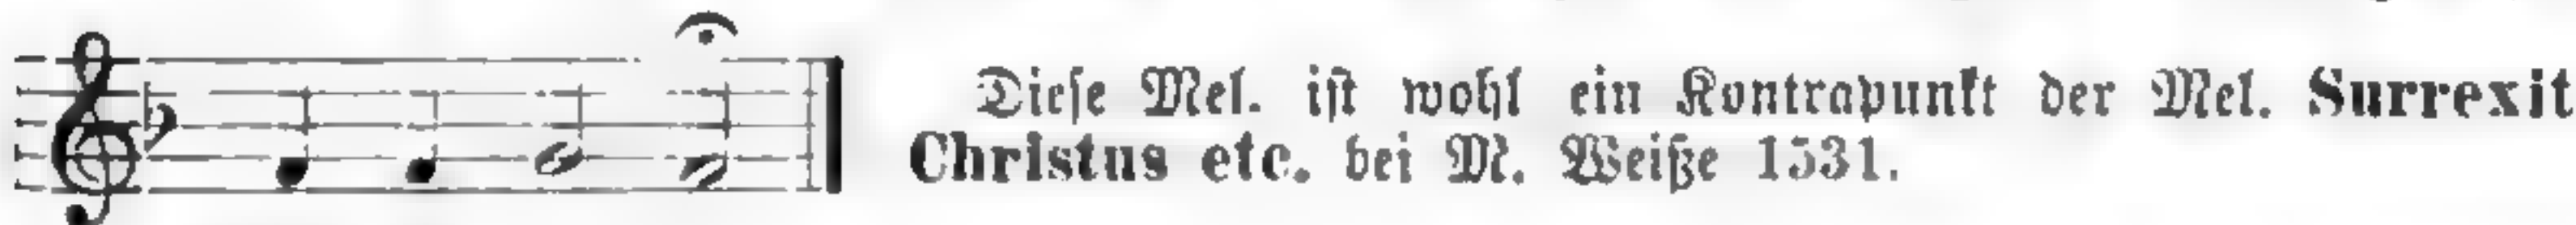 Diese Mel. ist wohl ein Kontrapunkt der Mel. Surrexit
Christus etc. bei M. Weiße 1531.